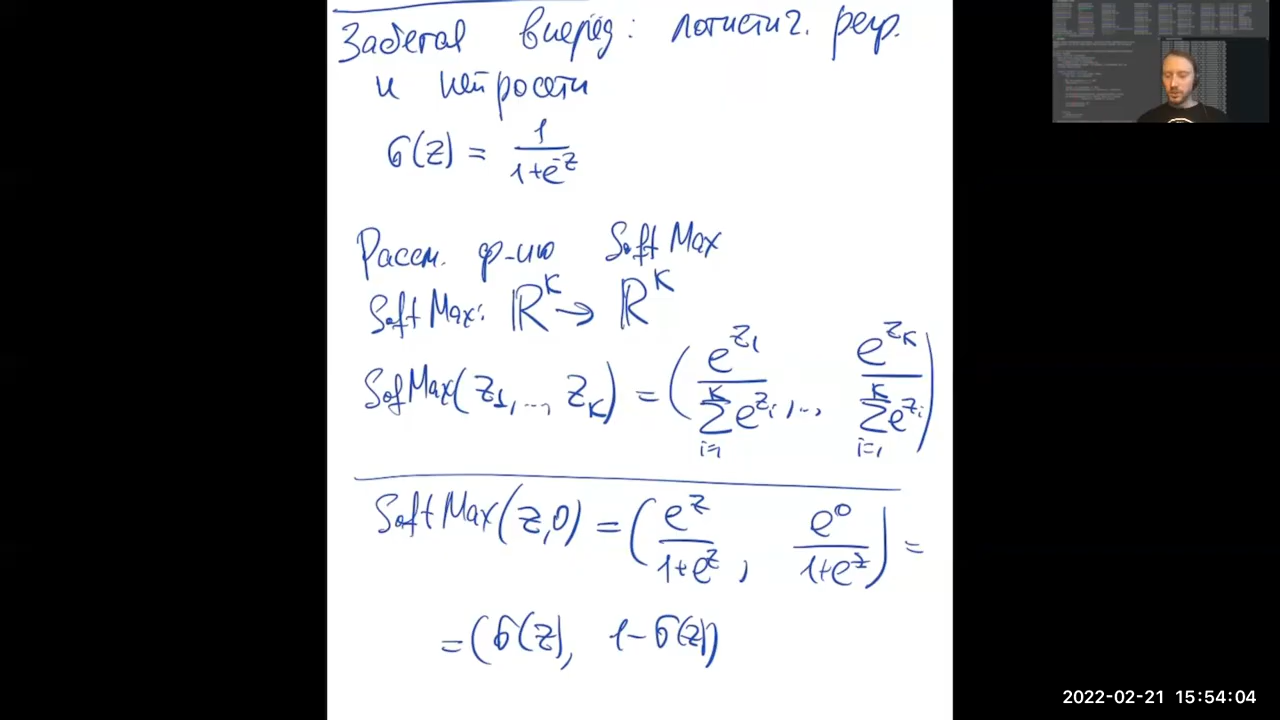 Забегая вперёд: логистич. регр.
и нейросети
σ(z) = 1/(1+e^{-z})
Рассм. ф-ию SoftMax
SoftMax: ℝ^K → ℝ^K
SofMax(z_1, ... z_K) = (e^{z_1}/∑_{i=1}^{K} e^{z_i}, ... e^{z_K}/∑_{i=1}^{K} e^{z_i})
SoftMax(z,0) = (e^z/(1+e^z), e^0/(1+e^z)) =
= (σ(z), 1-σ(z))
2022-02-21 15:54:04